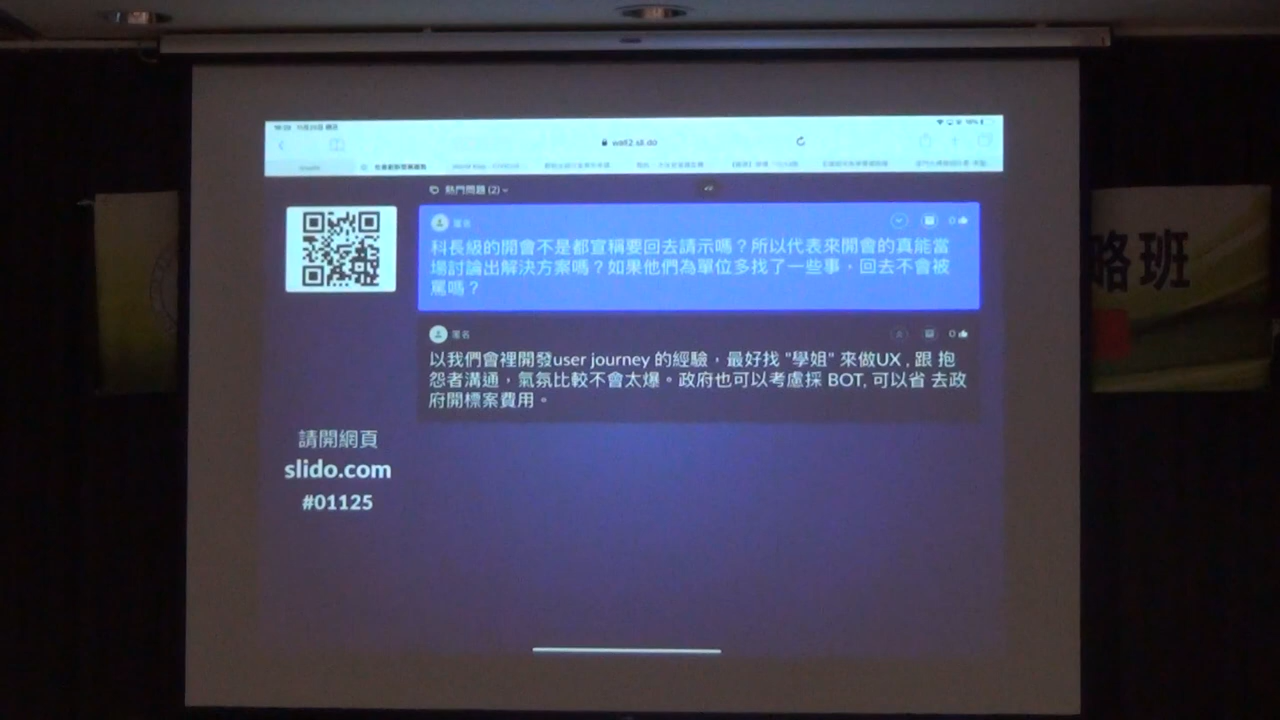 wall2.sli.do
熱門問題 (2)
匿名
0
科長級的開會不是都宣稱要回去請示嗎？所以代表來開會的真能當
場討論出解決方案嗎？如果他們為單位多找了一些事，回去不會被
罵嗎？
匿名
0
以我們會裡開發user journey 的經驗，最好找 "學姐" 來做UX , 跟 抱
怨者溝通，氣氛比較不會太爆。政府也可以考慮採 BOT, 可以省 去政
府開標案費用。
請開網頁
slido.com
#01125
略班